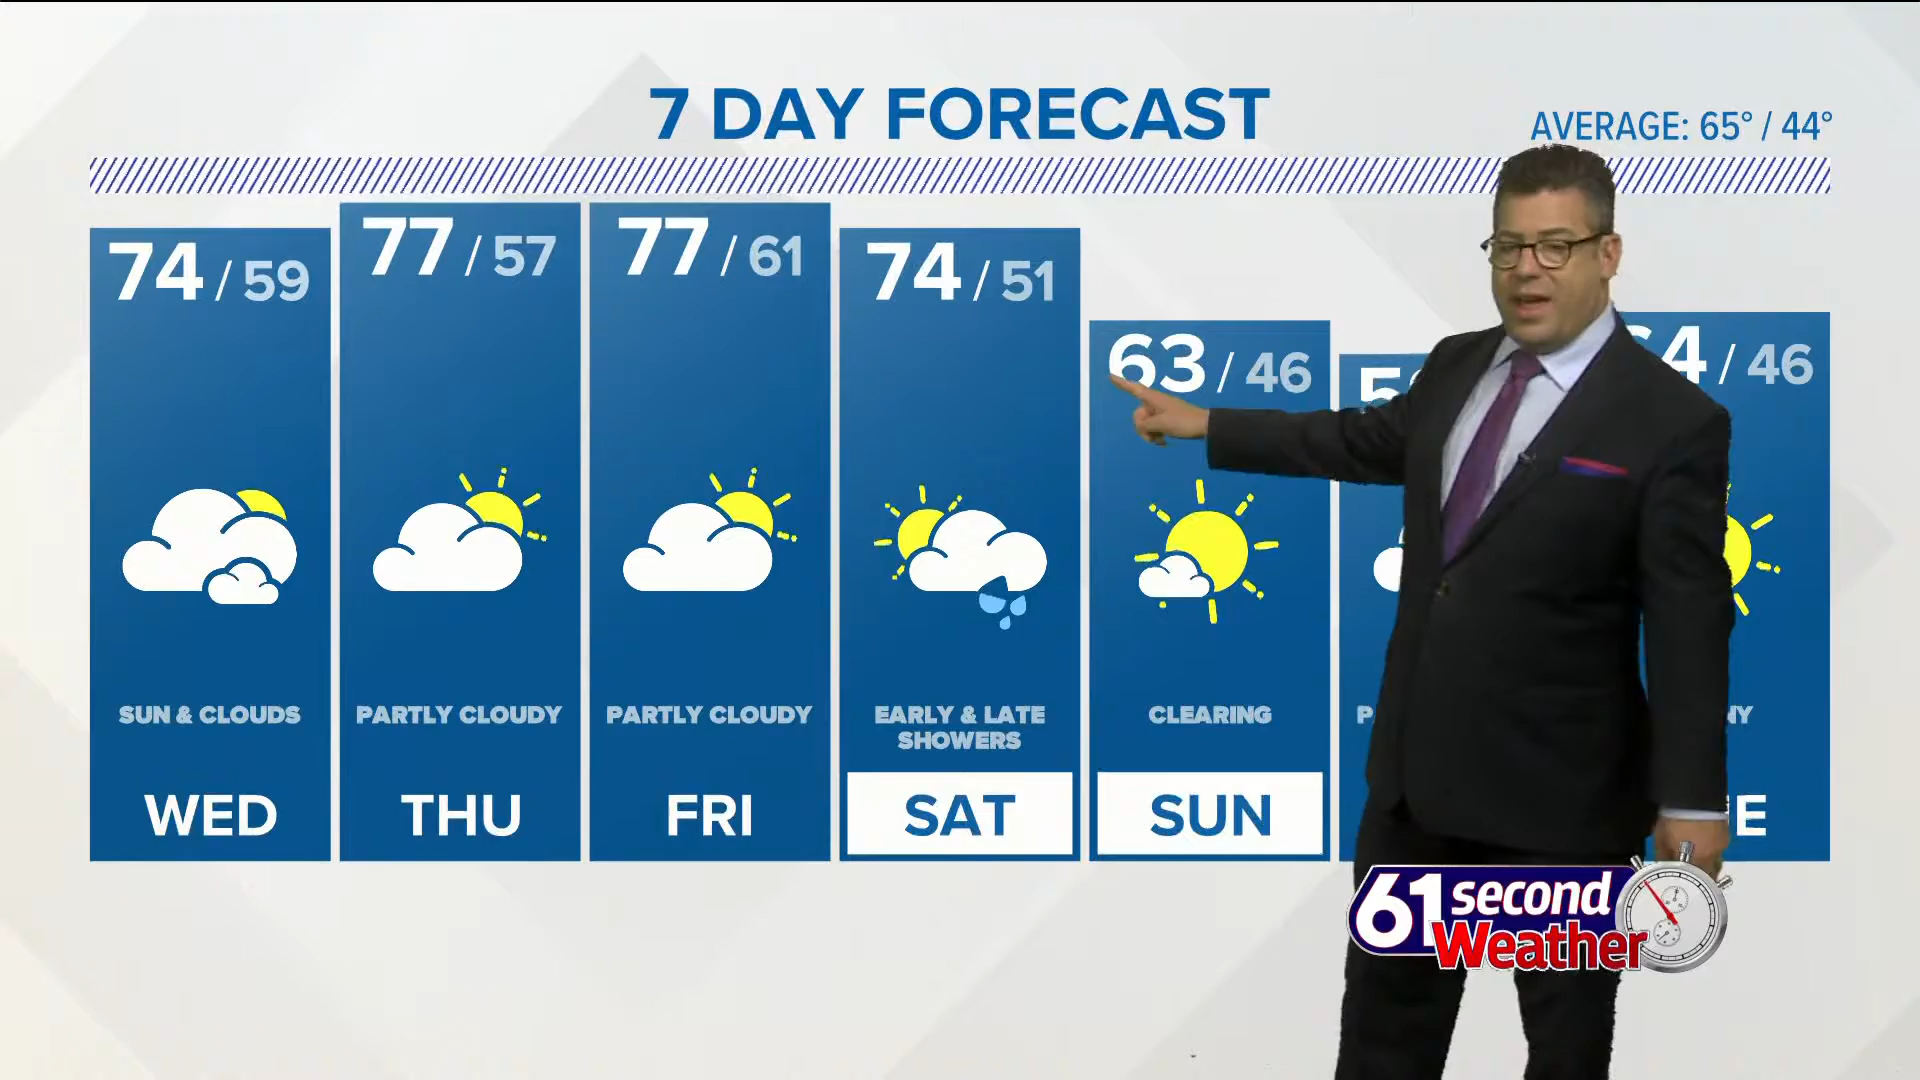 7 DAY FORECAST
AVERAGE: 65° / 44°
74 / 59
77 / 57
77 / 61
74 / 51
63 / 46
/ 46
SUN & CLOUDS
PARTLY CLOUDY
PARTLY CLOUDY
EARLY & LATE
SHOWERS
CLEARING
WED
THU
FRI
SAT
SUN
61 second
Weather